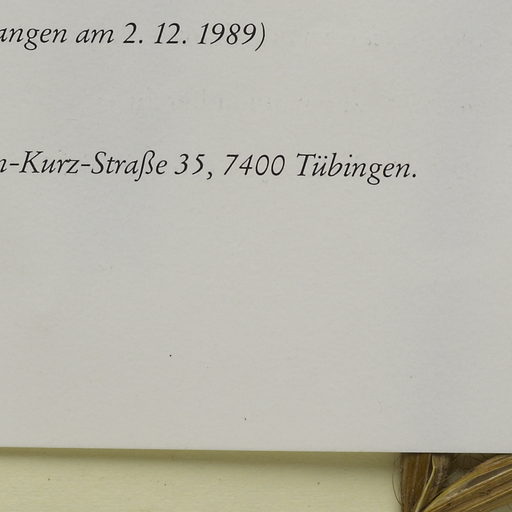 angen am 2. 12. 1989)
n-Kurz-Straße 35, 7400 Tübingen.